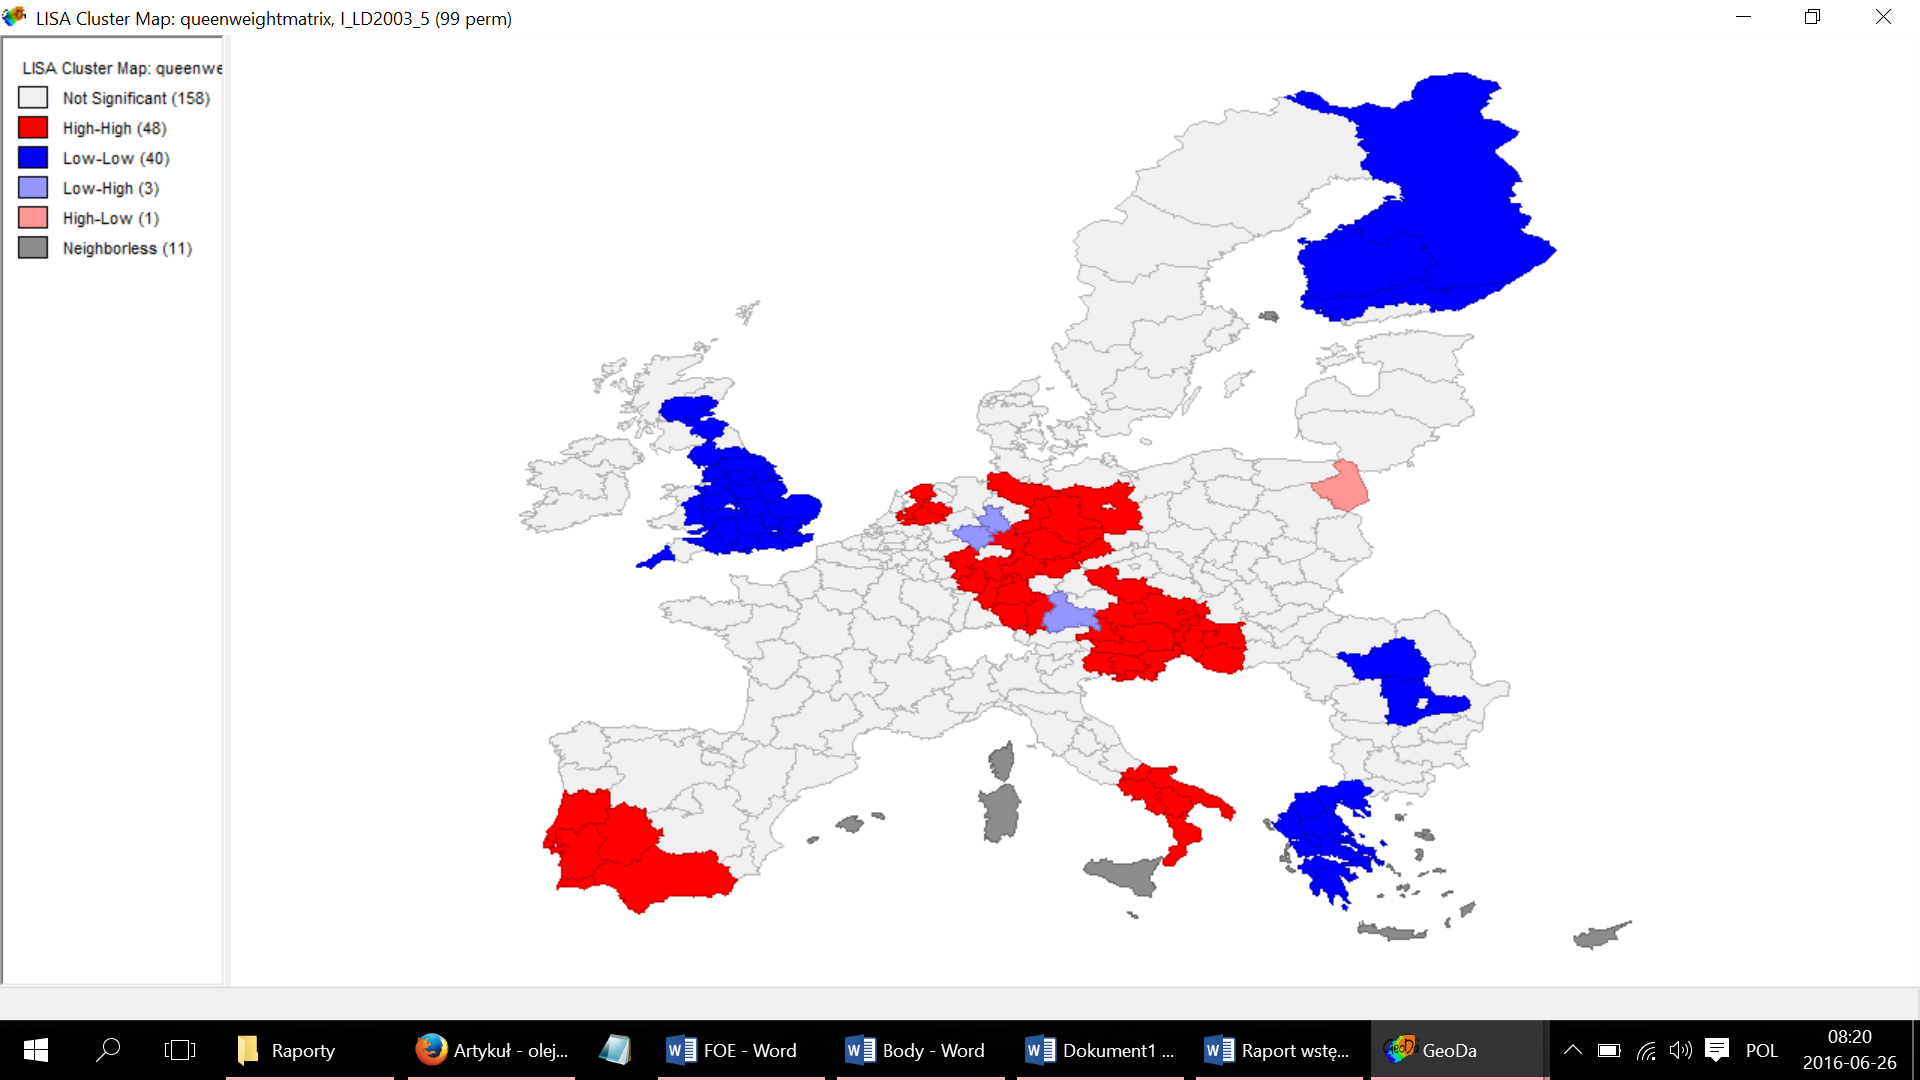 LISA Cluster Map: queenweightmatrix, I_LD2003_5 (99 perm)
LISA Cluster Map: queenwe
Not Significant (158)
High-High (48)
Low-Low (40)
Low-High (3)
High-Low (1)
Neighborless (11)
Raporty
Artykuł - olej...
FOE - Word
Body - Word
Dokument1 ...
Raport wstę...
GeoDa
POL
08:20
2016-06-26